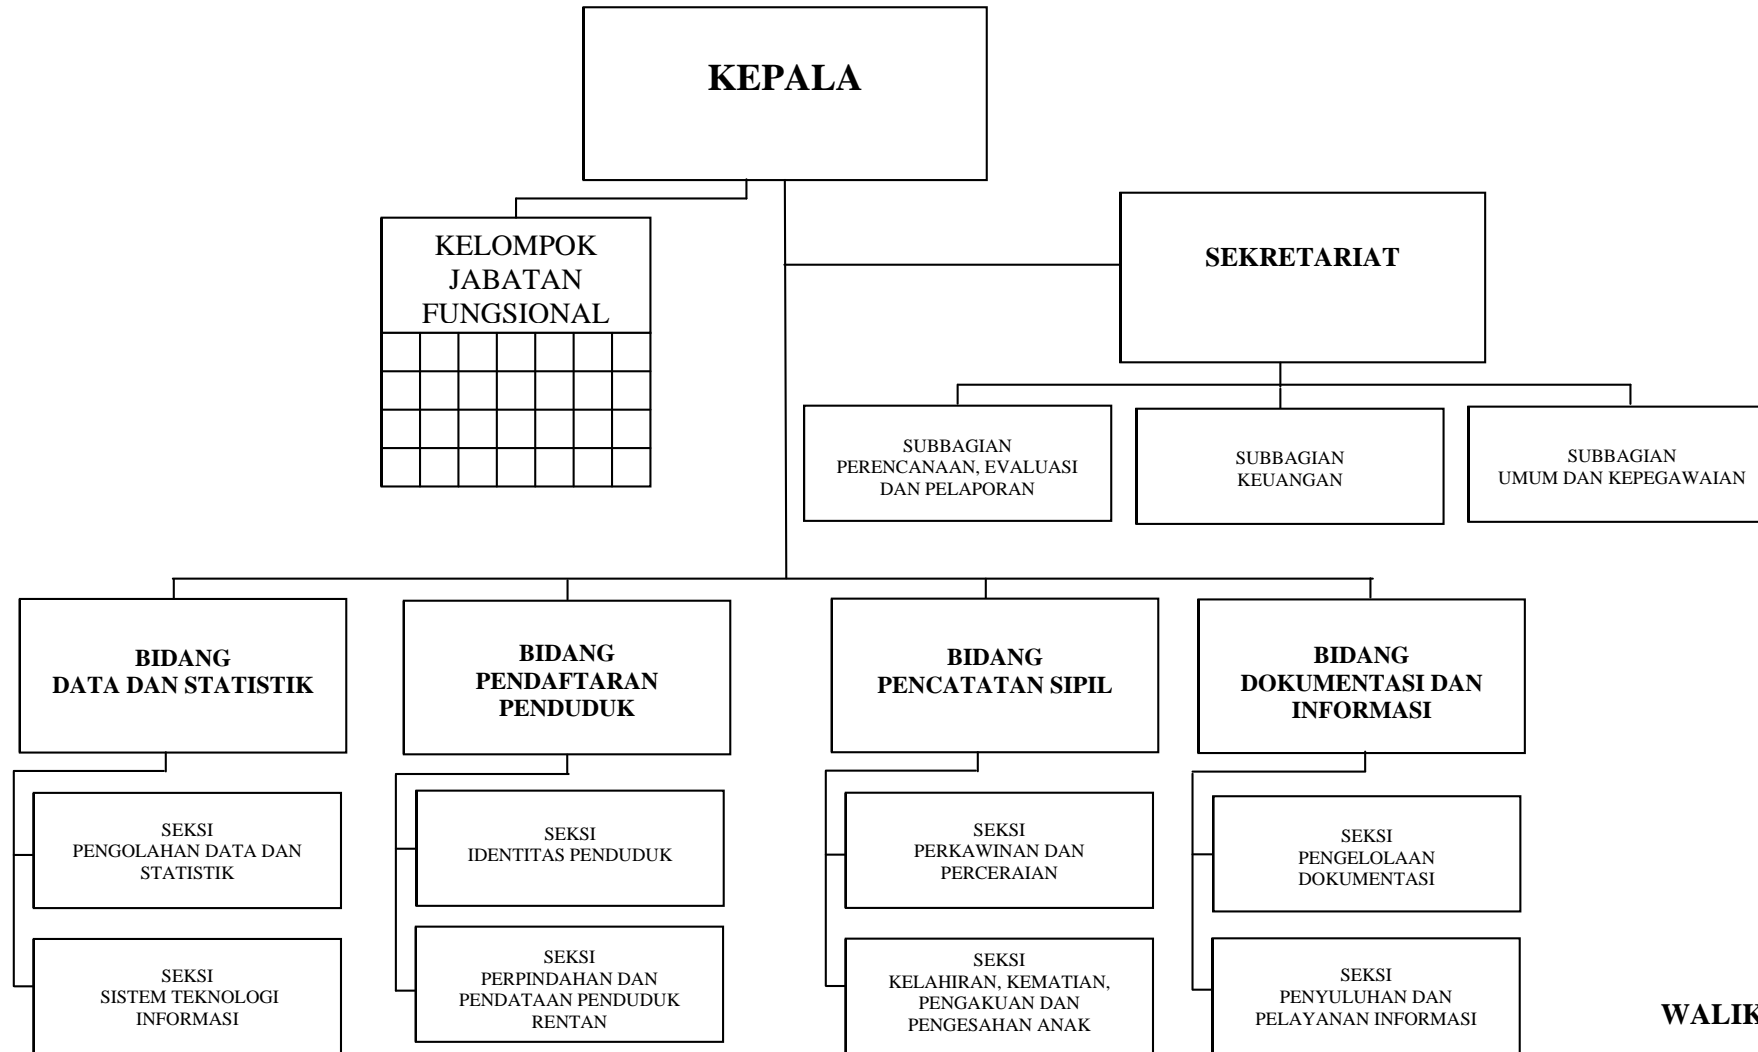 KEPALA
KELOMPOK
JABATAN
FUNGSIONAL
SEKRETARIAT
SUBBAGIAN
PERENCANAAN, EVALUASI
DAN PELAPORAN
SUBBAGIAN
KEUANGAN
SUBBAGIAN
UMUM DAN KEPEGAWAIAN
BIDANG
DATA DAN STATISTIK
BIDANG
PENDAFTARAN
PENDUDUK
BIDANG
PENCATATAN SIPIL
BIDANG
DOKUMENTASI DAN
INFORMASI
SEKSI
PENGOLAHAN DATA DAN
STATISTIK
SEKSI
IDENTITAS PENDUDUK
SEKSI
PERKAWINAN DAN
PERCERAIAN
SEKSI
PENGELOLAAN
DOKUMENTASI
SEKSI
SISTEM TEKNOLOGI
INFORMASI
SEKSI
PERPINDAHAN DAN
PENDATAAN PENDUDUK
RENTAN
SEKSI
KELAHIRAN, KEMATIAN,
PENGAKUAN DAN
PENGESAHAN ANAK
SEKSI
PENYULUHAN DAN
PELAYANAN INFORMASI
WALIK